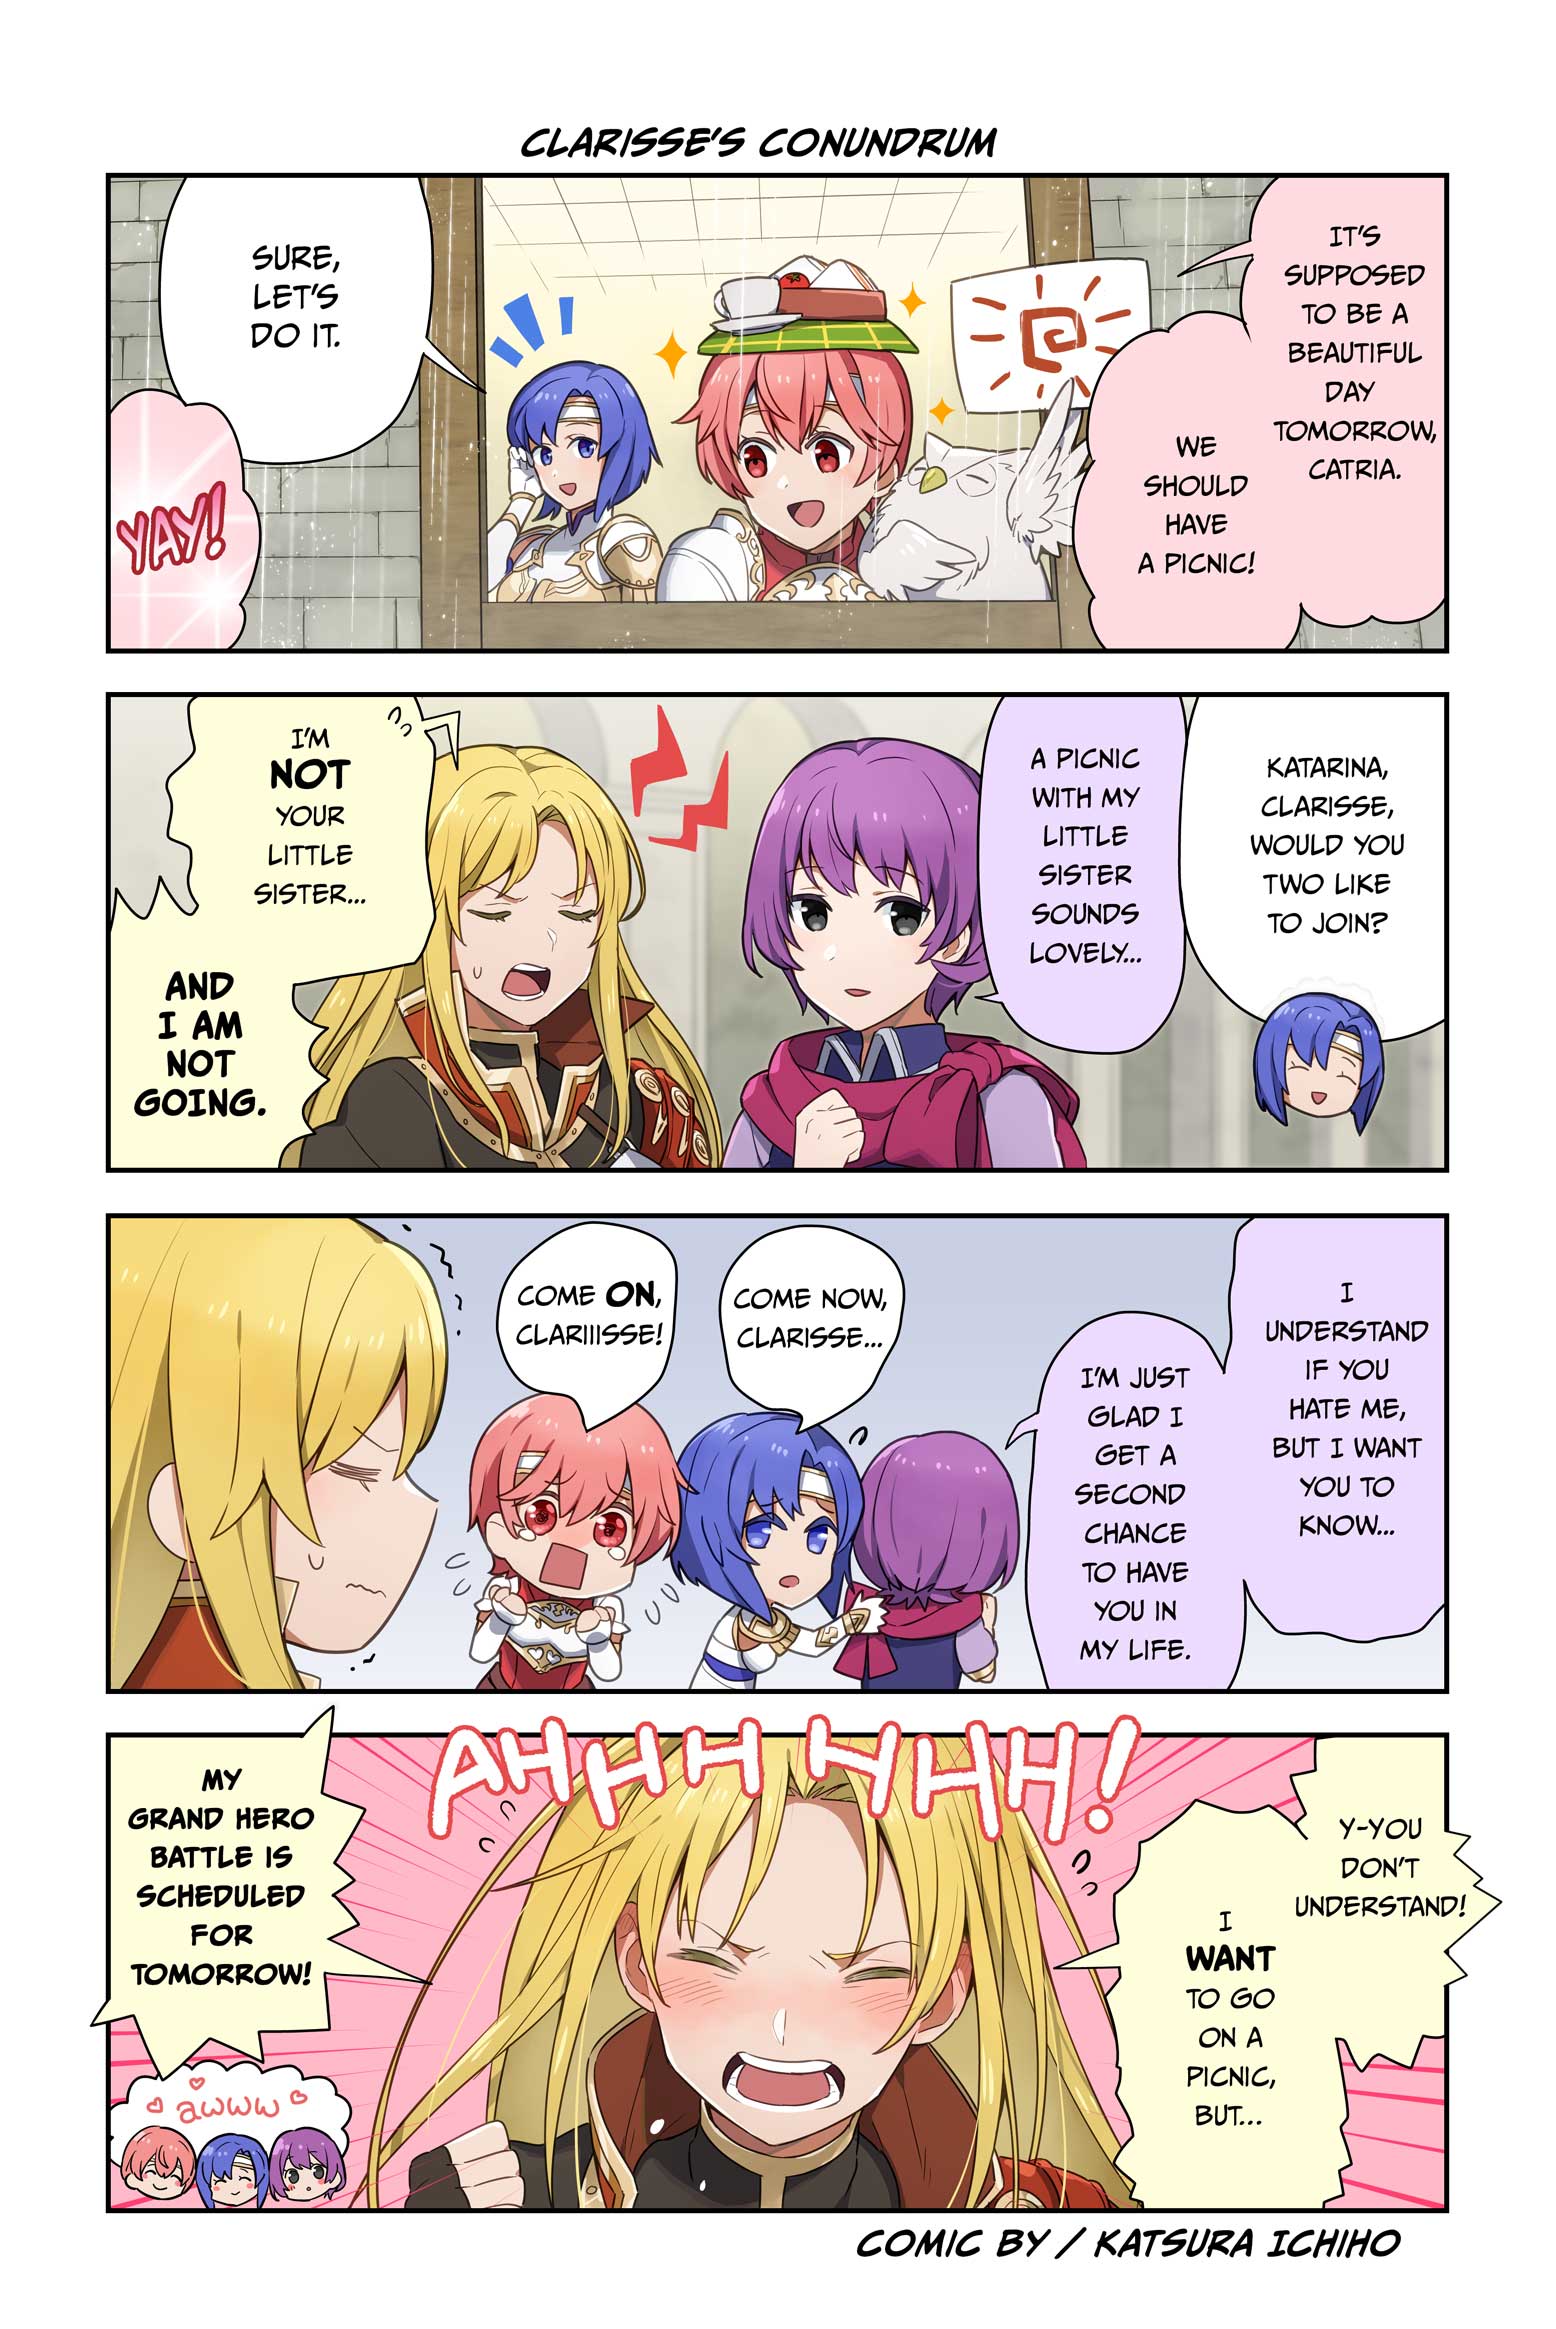 CLARISSE'S CONUNDRUM
IT'S
SUPPOSED
TO BE A
BEAUTIFUL
DAY
TOMORROW,
CATRIA.
WE
SHOULD
HAVE
A PICNIC!
SURE,
LET'S
DO IT.
YAY!
KATARINA,
CLARISSE,
WOULD YOU
TWO LIKE
TO JOIN?
A PICNIC
WITH MY
LITTLE
SISTER
SOUNDS
LOVELY...
I'M
NOT
YOUR
LITTLE
SISTER...
AND
I AM
NOT
GOING.
I
UNDERSTAND
IF YOU
HATE ME,
BUT I WANT
YOU TO
KNOW...
I'M JUST
GLAD I
GET A
SECOND
CHANCE
TO HAVE
YOU IN
MY LIFE.
COME NOW,
CLARISSE...
COME ON,
CLARIIISSE!
AHHHHHHH!
Y-YOU
DON'T
UNDERSTAND!
I
WANT
TO GO
ON A
PICNIC,
BUT...
MY
GRAND HERO
BATTLE IS
SCHEDULED
FOR
TOMORROW!
awww
COMIC BY / KATSURA ICHIHO